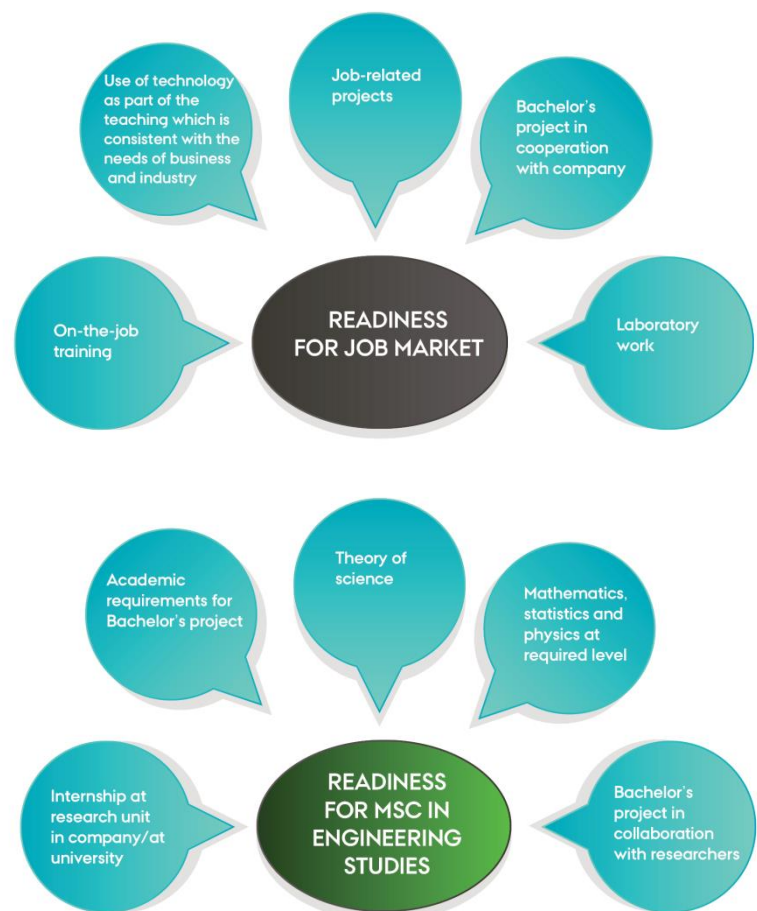 Use of technology
as part of the
teaching which is
consistent with the
needs of business
and industry
Job-related
projects
Bachelor's
project in
cooperation
with company
On-the-job
training
READINESS
FOR JOB MARKET
Laboratory
work
Academic
requirements for
Bachelor's project
Theory of
science
Mathematics,
statistics and
physics at
required level
Internship at
research unit
in company/at
university
READINESS
FOR MSC IN
ENGINEERING
STUDIES
Bachelor's
project in
collaboration
with researchers